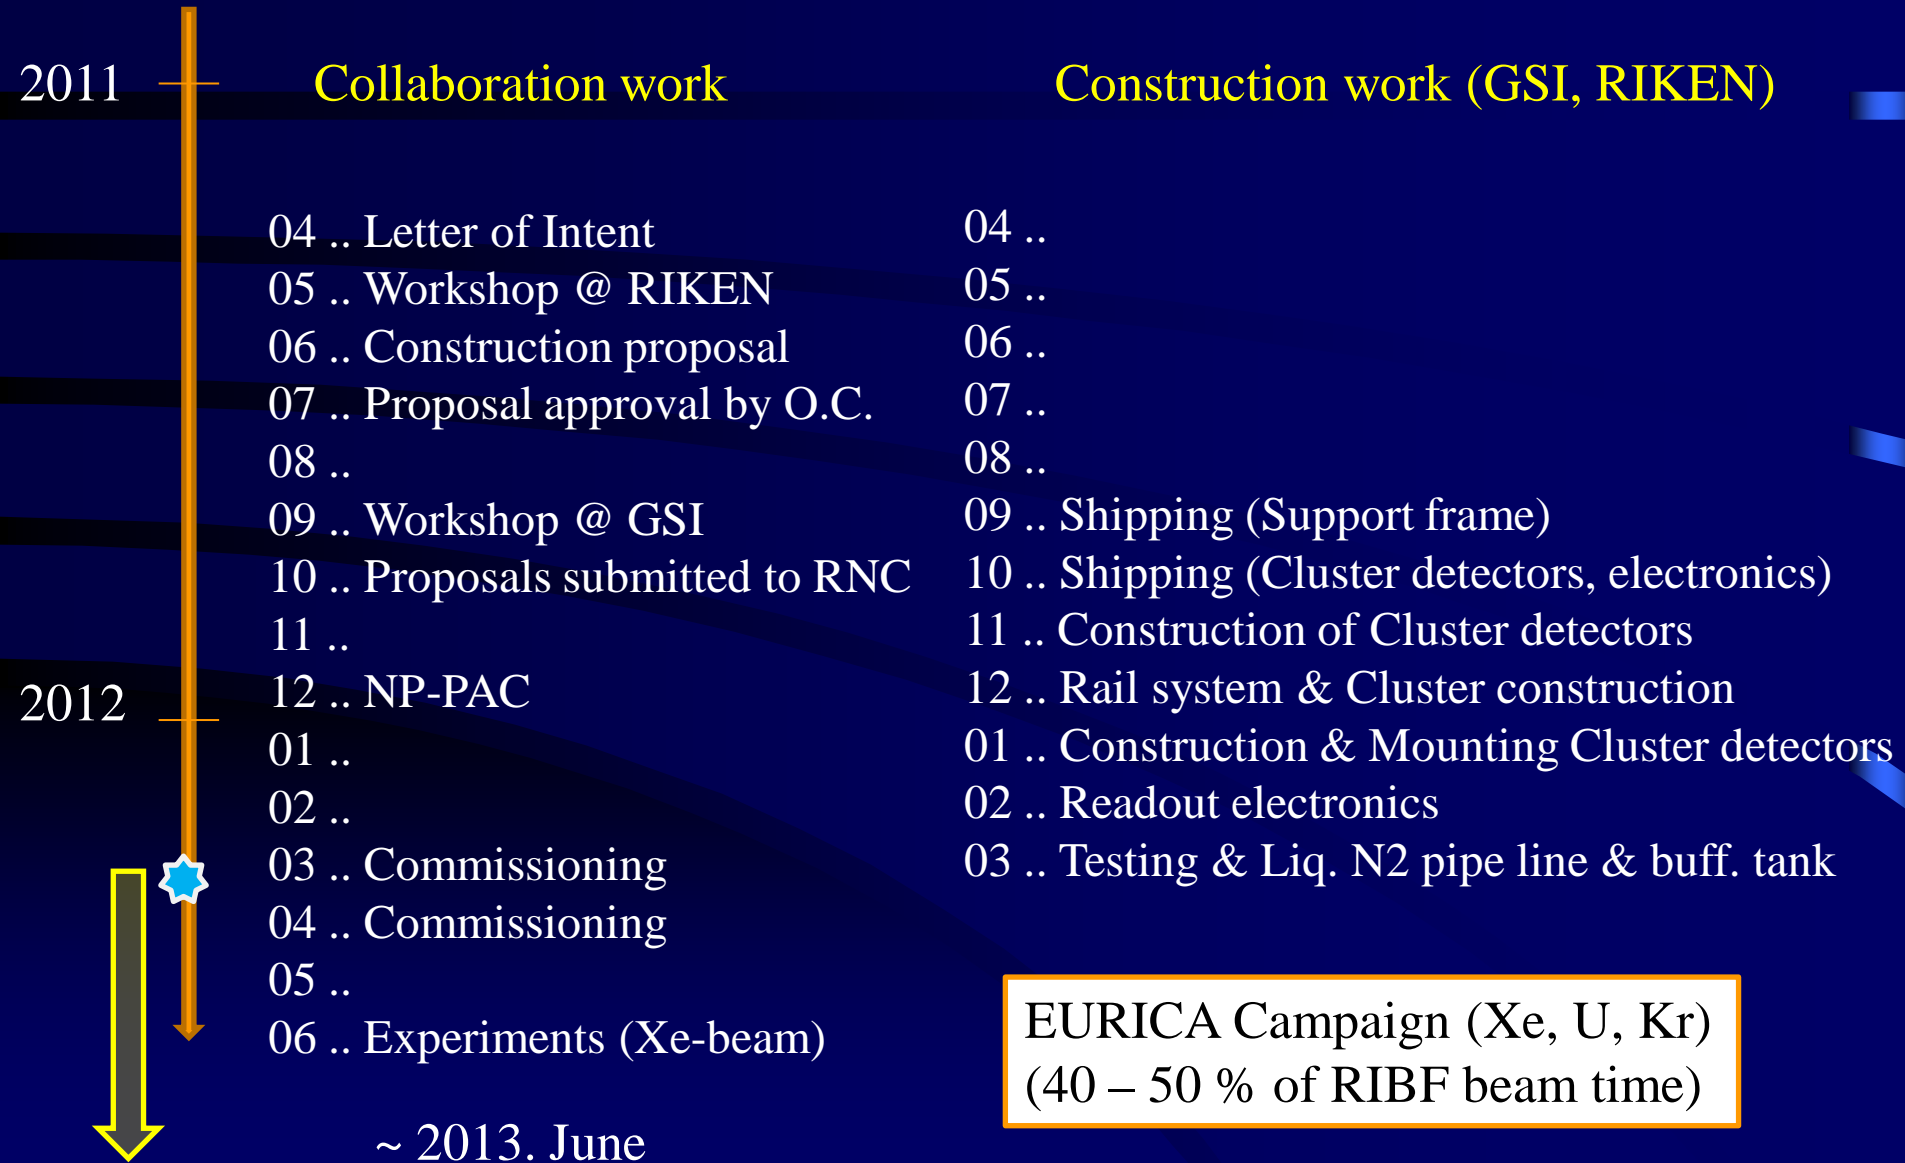 2011
Collaboration work
04 .. Letter of Intent
05 .. Workshop @ RIKEN
06 .. Construction proposal
07 .. Proposal approval by O.C.
08 ..
09 .. Workshop @ GSI
10 .. Proposals submitted to RNC
11 ..
2012
12 .. NP-PAC
01 ..
02 ..
03 .. Commissioning
04 .. Commissioning
05 ..
06 .. Experiments (Xe-beam)
~ 2013. June
Construction work (GSI, RIKEN)
04 ..
05 ..
06 ..
07 ..
08 ..
09 .. Shipping (Support frame)
10 .. Shipping (Cluster detectors, electronics)
11 .. Construction of Cluster detectors
12 .. Rail system & Cluster construction
01 .. Construction & Mounting Cluster detectors
02 .. Readout electronics
03 .. Testing & Liq. N2 pipe line & buff. tank
EURICA Campaign (Xe, U, Kr)
(40 – 50 % of RIBF beam time)